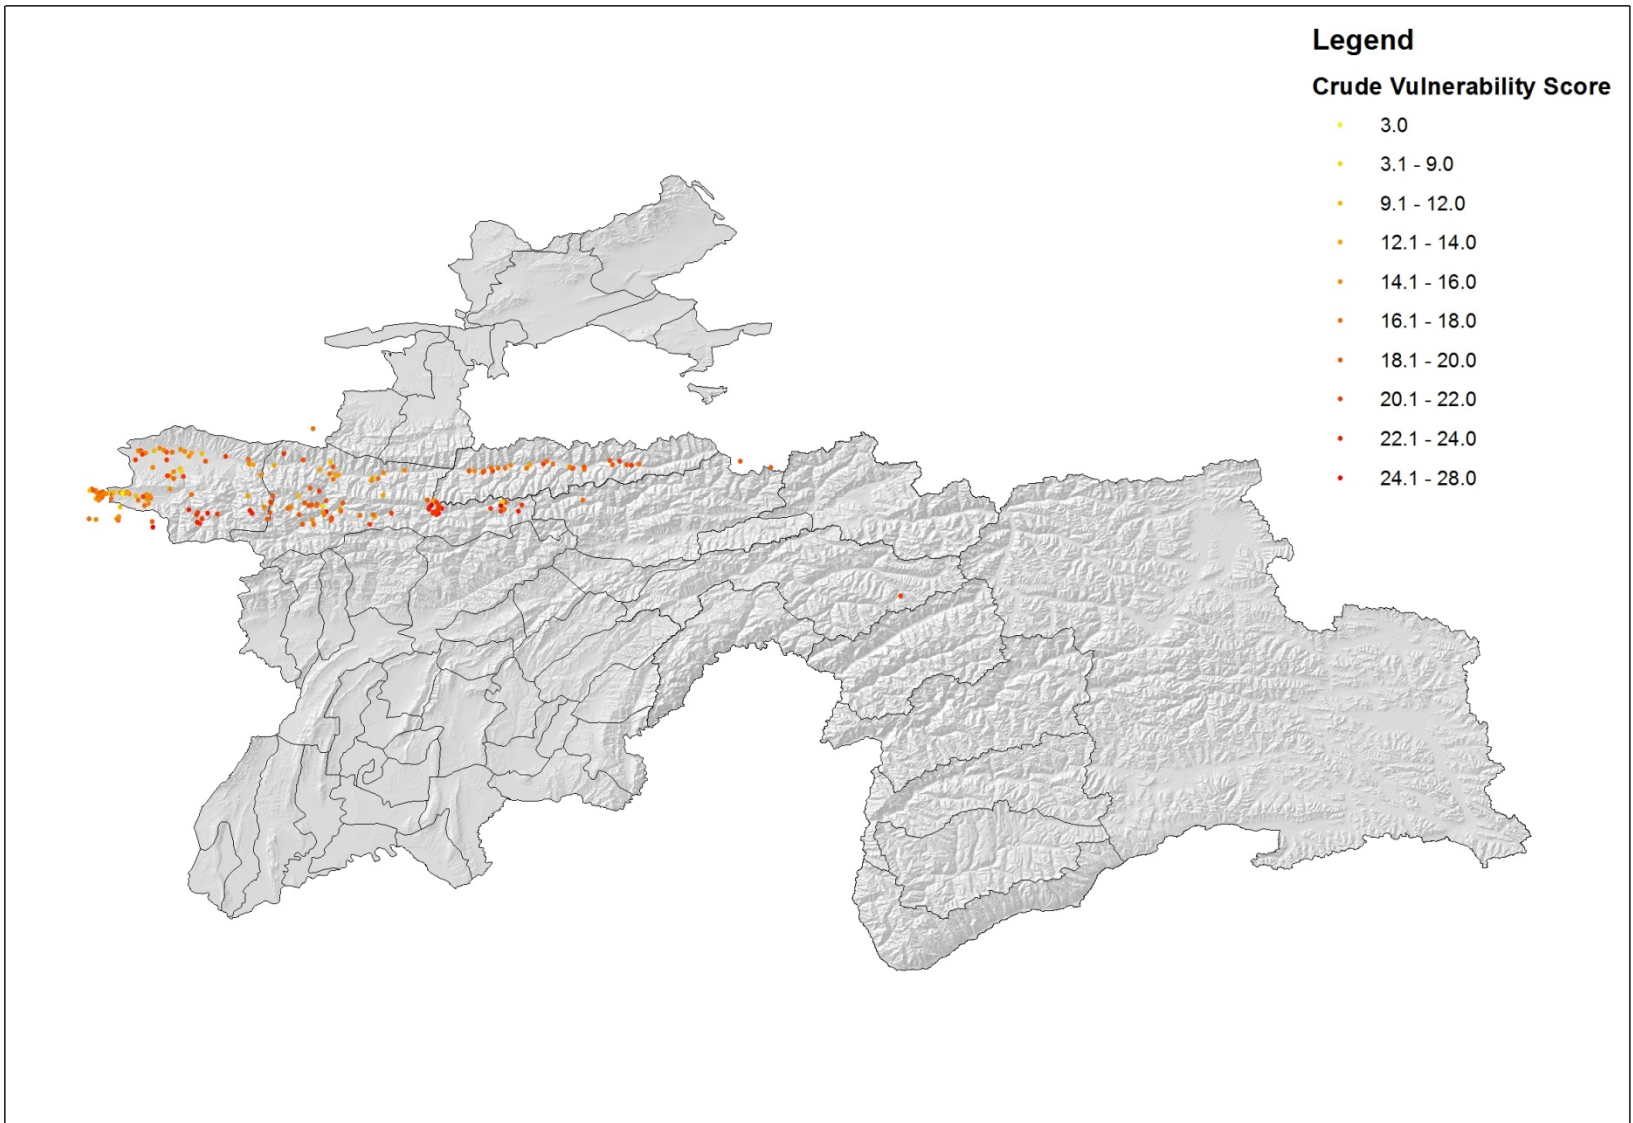 Legend
Crude Vulnerability Score
3.0
3.1 - 9.0
9.1 - 12.0
12.1 - 14.0
14.1 - 16.0
16.1 - 18.0
18.1 - 20.0
20.1 - 22.0
22.1 - 24.0
24.1 - 28.0